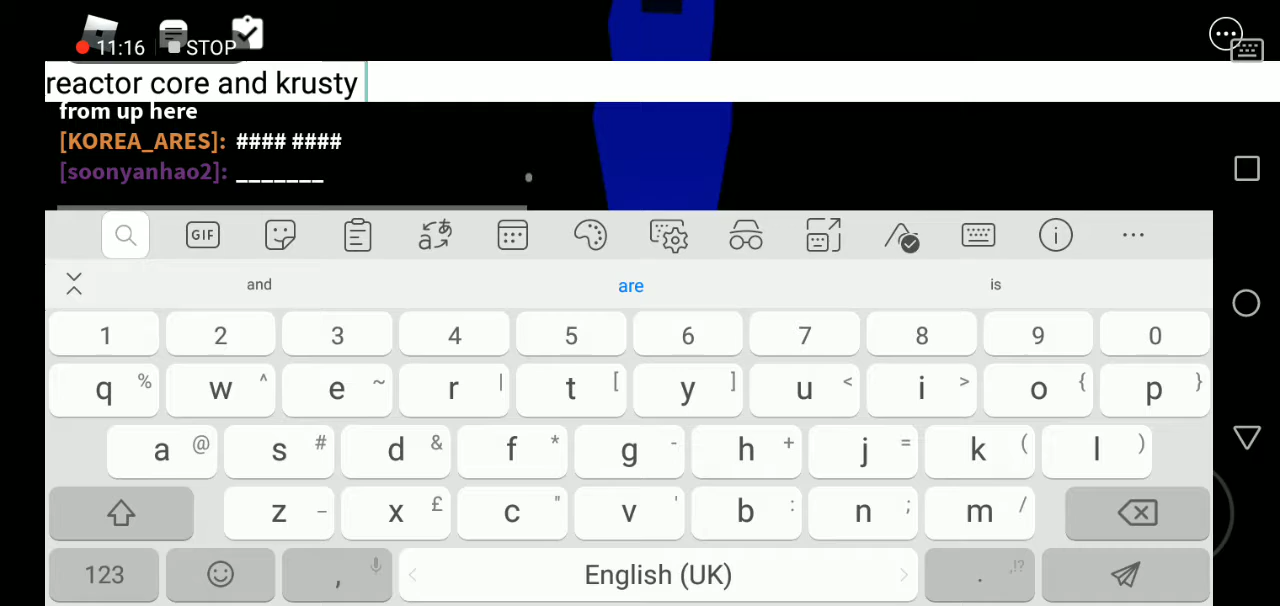 11:16 STOP
reactor core and krusty
from up here
[KOREA_ARES]: #### ####
[soonyanhao2]: _______
GIF
and are is
1 2 3 4 5 6 7 8 9 0
q % w ^ e ~ r | t [ y ] u < i > o { p }
a @ s # d & f * g - h + j = k ( l )
z _ x £ c " v ' b : n ; m /
123 , English (UK) . ,!?